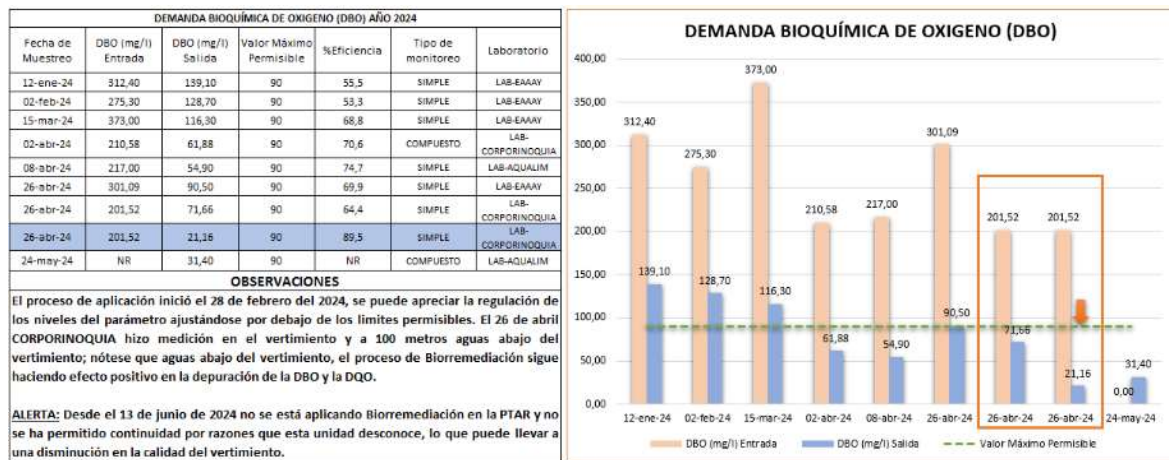 DEMANDA BIOQUÍMICA DE OXIGENO (DBO) AÑO 2024
Fecha de Muestreo DBO (mg/l) Entrada DBO (mg/l) Salida Valor Máximo Permisible %Eficiencia Tipo de monitoreo Laboratorio
12-ene-24 312,40 139,10 90 55,5 SIMPLE LAB-EAAAY
02-feb-24 275,30 128,70 90 53,3 SIMPLE LAB-EAAAY
15-mar-24 373,00 116,30 90 68,8 SIMPLE LAB-EAAAY
02-abr-24 210,58 61,88 90 70,6 COMPUESTO LAB-CORPORINOQUIA
08-abr-24 217,00 54,90 90 74,7 SIMPLE LAB-AQUALIM
26-abr-24 301,09 90,50 90 69,9 SIMPLE LAB-EAAAY
26-abr-24 201,52 71,66 90 64,4 SIMPLE LAB-CORPORINOQUIA
26-abr-24 201,52 21,16 90 89,5 SIMPLE LAB-CORPORINOQUIA
24-may-24 NR 31,40 90 NR COMPUESTO LAB-AQUALIM
OBSERVACIONES
El proceso de aplicación inició el 28 de febrero del 2024, se puede apreciar la regulación de
los niveles del parámetro ajustándose por debajo de los limites permisibles. El 26 de abril
CORPORINOQUIA hizo medición en el vertimiento y a 100 metros aguas abajo del
vertimiento; nótese que aguas abajo del vertimiento, el proceso de Biorremediación sigue
haciendo efecto positivo en la depuración de la DBO y la DQO.
ALERTA: Desde el 13 de junio de 2024 no se está aplicando Biorremediación en la PTAR y no
se ha permitido continuidad por razones que esta unidad desconoce, lo que puede llevar a
una disminución en la calidad del vertimiento.
DEMANDA BIOQUÍMICA DE OXIGENO (DBO)
400,00
350,00
300,00
250,00
200,00
150,00
100,00
50,00
0,00
312,40 275,30 373,00 210,58 217,00 301,09 201,52 201,52 0,00
139,10 128,70 116,30 61,88 54,90 90,50 71,66 21,16 31,40
12-ene-24 02-feb-24 15-mar-24 02-abr-24 08-abr-24 26-abr-24 26-abr-24 26-abr-24 24-may-24
DBO (mg/l) Entrada DBO (mg/l) Salida Valor Máximo Permisible